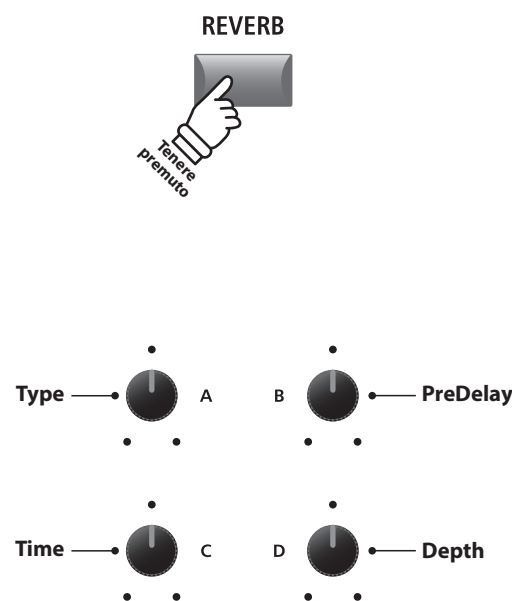 REVERB
Tenere
premuto
Type A B PreDelay
Time C D Depth